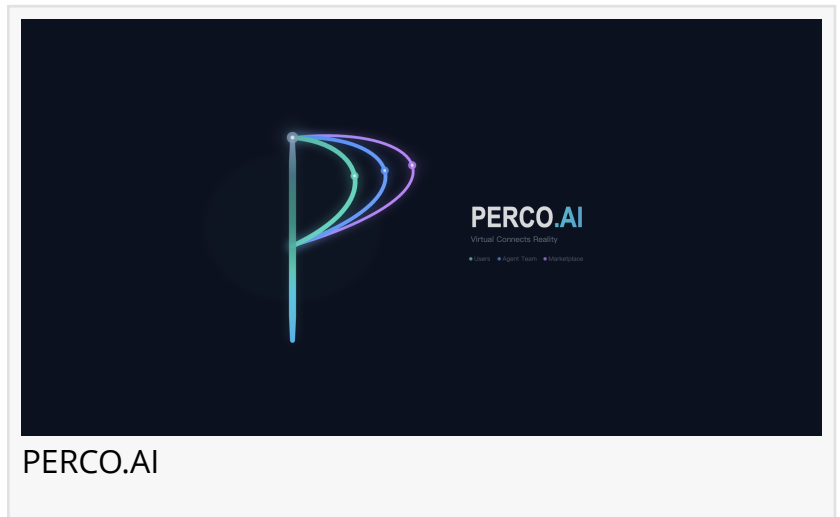 PERCO.AI
Virtual Connects Reality
Users Agent Team Marketplace
PERCO.AI